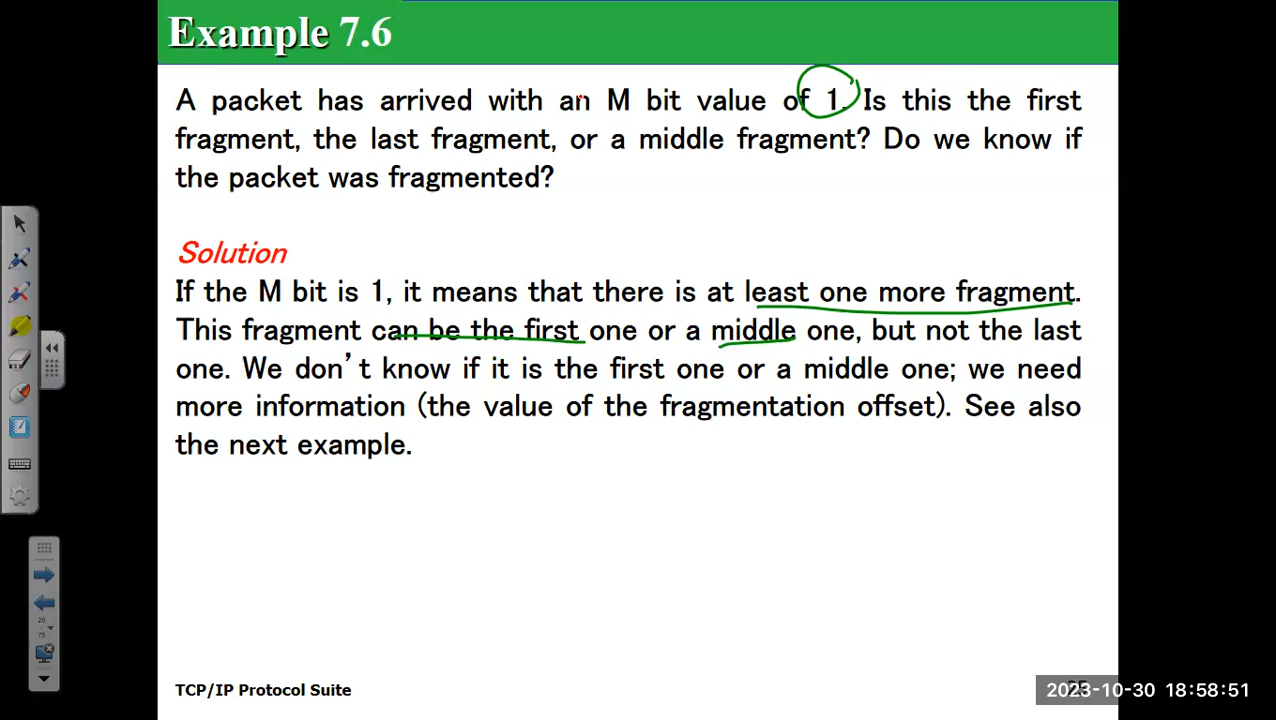 Example 7.6
A packet has arrived with an M bit value of 1. Is this the first
fragment, the last fragment, or a middle fragment? Do we know if
the packet was fragmented?
Solution
If the M bit is 1, it means that there is at least one more fragment.
This fragment can be the first one or a middle one, but not the last
one. We don’t know if it is the first one or a middle one; we need
more information (the value of the fragmentation offset). See also
the next example.
25
75
TCP/IP Protocol Suite
2023-10-30 18:58:51